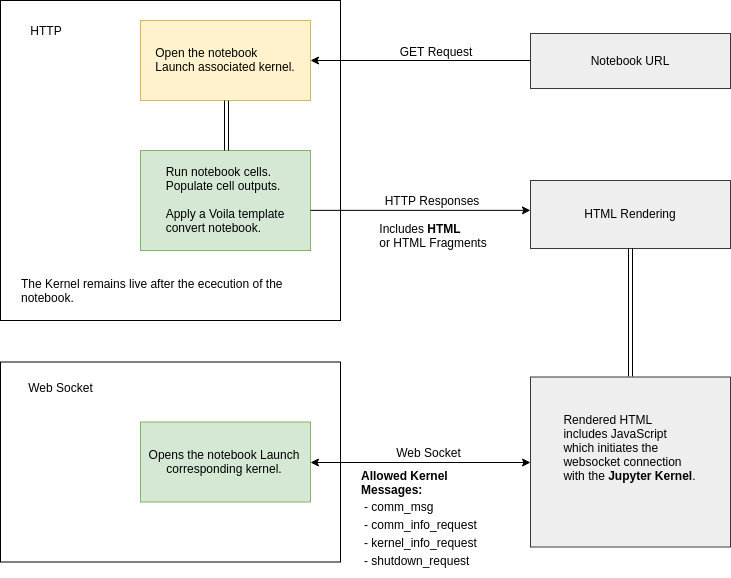 HTTP
Open the notebook
Launch associated kernel.
GET Request
Notebook URL
Run notebook cells.
Populate cell outputs.
Apply a Voila template
convert notebook.
HTTP Responses
Includes HTML
or HTML Fragments
HTML Rendering
The Kernel remains live after the ececution of the
notebook.
Web Socket
Opens the notebook Launch
corresponding kernel.
Web Socket
Allowed Kernel
Messages:
- comm_msg
- comm_info_request
- kernel_info_request
- shutdown_request
Rendered HTML
includes JavaScript
which initiates the
websocket connection
with the Jupyter Kernel.